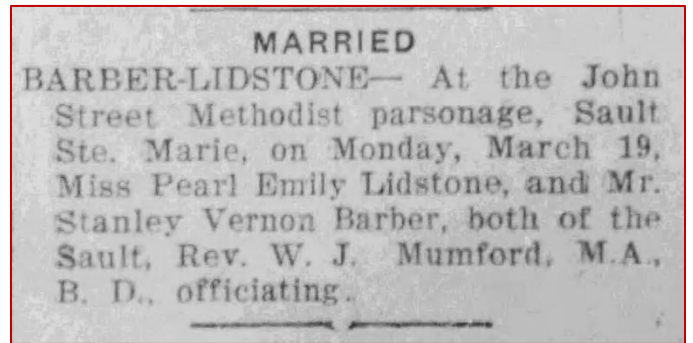 MARRIED
BARBER-LIDSTONE— At the John
Street Methodist parsonage, Sault
Ste. Marie, on Monday, March 19,
Miss Pearl Emily Lidstone, and Mr.
Stanley Vernon Barber, both of the
Sault, Rev. W. J. Mumford, M.A.,
B. D., officiating.